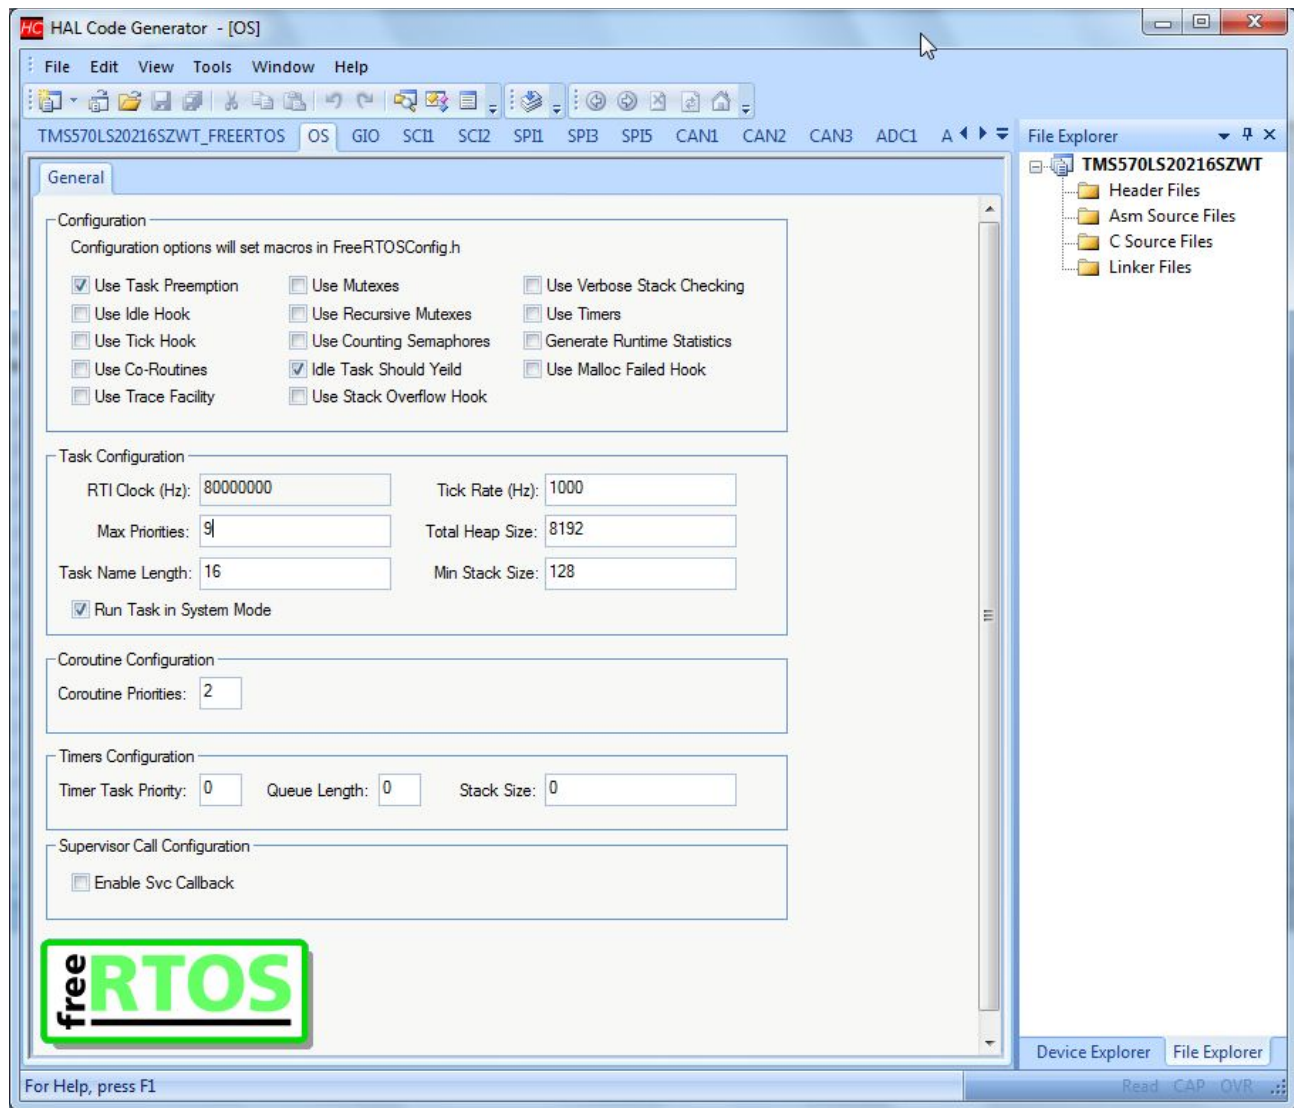 HC HAL Code Generator - [OS]
File Edit View Tools Window Help
TMS570LS20216SZWT_FREERTOS OS GIO SCI1 SCI2 SPI1 SPI3 SPI5 CAN1 CAN2 CAN3 ADC1 A
General
Configuration
Configuration options will set macros in FreeRTOSConfig.h
Use Task Preemption Use Mutexes Use Verbose Stack Checking
Use Idle Hook Use Recursive Mutexes Use Timers
Use Tick Hook Use Counting Semaphores Generate Runtime Statistics
Use Co-Routines Idle Task Should Yeild Use Malloc Failed Hook
Use Trace Facility Use Stack Overflow Hook
Task Configuration
RTI Clock (Hz): 80000000 Tick Rate (Hz): 1000
Max Priorities: 9 Total Heap Size: 8192
Task Name Length: 16 Min Stack Size: 128
Run Task in System Mode
Coroutine Configuration
Coroutine Priorities: 2
Timers Configuration
Timer Task Priority: 0 Queue Length: 0 Stack Size: 0
Supervisor Call Configuration
Enable Svc Callback
free RTOS
File Explorer
TMS570LS20216SZWT
Header Files
Asm Source Files
C Source Files
Linker Files
Device Explorer File Explorer
For Help, press F1
Read CAP OVR